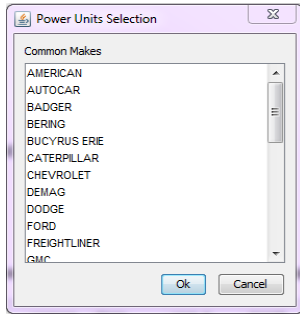 Power Units Selection
Common Makes
AMERICAN
AUTOCAR
BADGER
BERING
BUCYRUS ERIE
CATERPILLAR
CHEVROLET
DEMAG
DODGE
FORD
FREIGHTLINER
GMC
Ok Cancel